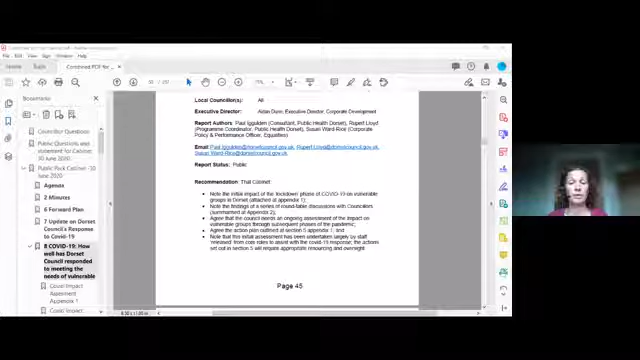 Home
Tools
Combined PDF for ...
75%
Bookmarks
Councillor Questions
Public Questions and statement for Cabinet 30 June 2020
Public Pack Cabinet -30 June 2020
Agenda
2 Minutes
6 Forward Plan
7 Update on Dorset Council's Response to Covid-19
8 COVID-19: How well has Dorset Council responded to meeting the needs of vulnerable
Covid Impact
Appendix 1
Covid Impact
Local Councillor(s): All
Executive Director: Aidan Dunn, Executive Director, Corporate Development
Report Authors: Paul Iggulden (Consultant, Public Health Dorset), Rupert Lloyd
(Programme Coordinator, Public Health Dorset), Susan Ward-Rice (Corporate
Policy & Performance Officer, Equalities)
Report Status: Public
Recommendation: That Cabinet:
• Note the initial impact of the lockdown phase of COVID-19 on vulnerable
groups in Dorset (attached at appendix 1);
• Note the findings of a series of round-table discussions with Councillors
(summarised at Appendix 2);
• Agree that the council needs an ongoing assessment of the impact on
vulnerable groups through subsequent phases of the pandemic;
• Agree the action plan outlined at section 5 appendix 1; and
• Note that this initial assessment has been undertaken largely by staff
released from core roles to assist with the covid-19 response; the actions
set out in section 5 will require appropriate resourcing and oversight
Page 45